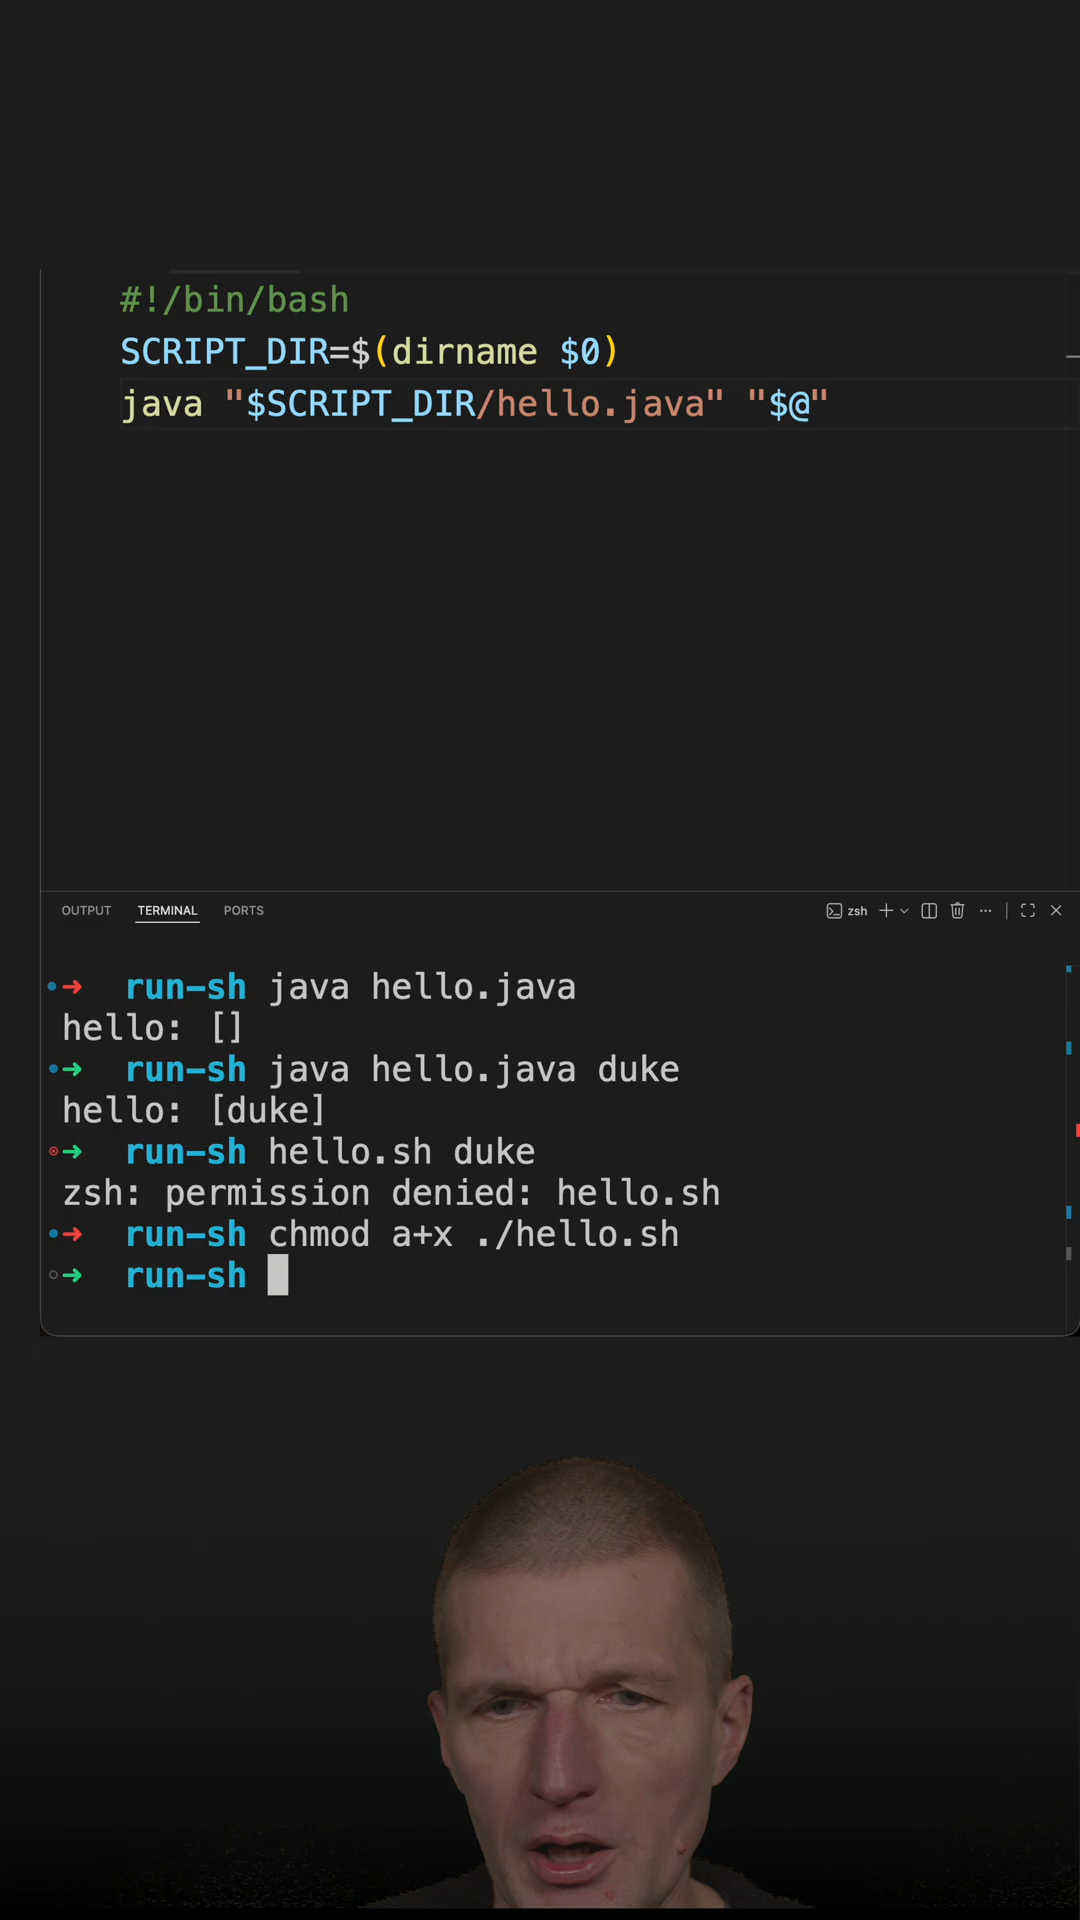 #!/bin/bash
SCRIPT_DIR=$(dirname $0)
java "$SCRIPT_DIR/hello.java" "$@"
OUTPUT TERMINAL PORTS zsh
run-sh java hello.java
hello: []
run-sh java hello.java duke
hello: [duke]
run-sh hello.sh duke
zsh: permission denied: hello.sh
run-sh chmod a+x ./hello.sh
run-sh